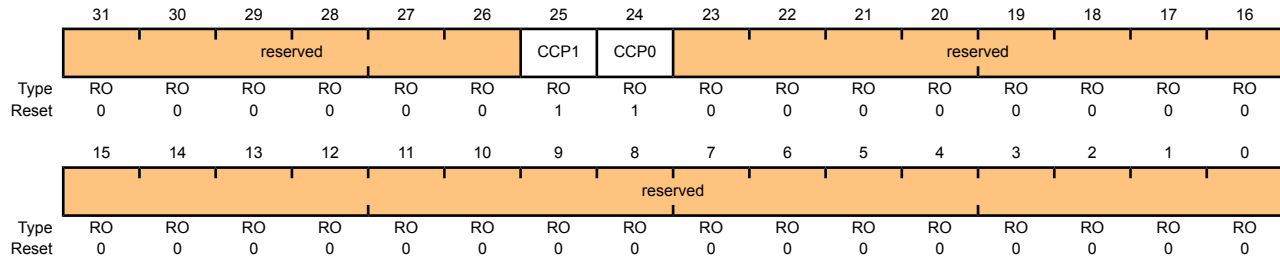 31 30 29 28 27 26 25 24 23 22 21 20 19 18 17 16
reserved CCP1 CCP0 reserved
Type RO RO RO RO RO RO RO RO RO RO RO RO RO RO RO RO
Reset 0 0 0 0 0 0 1 1 0 0 0 0 0 0 0 0
15 14 13 12 11 10 9 8 7 6 5 4 3 2 1 0
reserved
Type RO RO RO RO RO RO RO RO RO RO RO RO RO RO RO RO
Reset 0 0 0 0 0 0 0 0 0 0 0 0 0 0 0 0